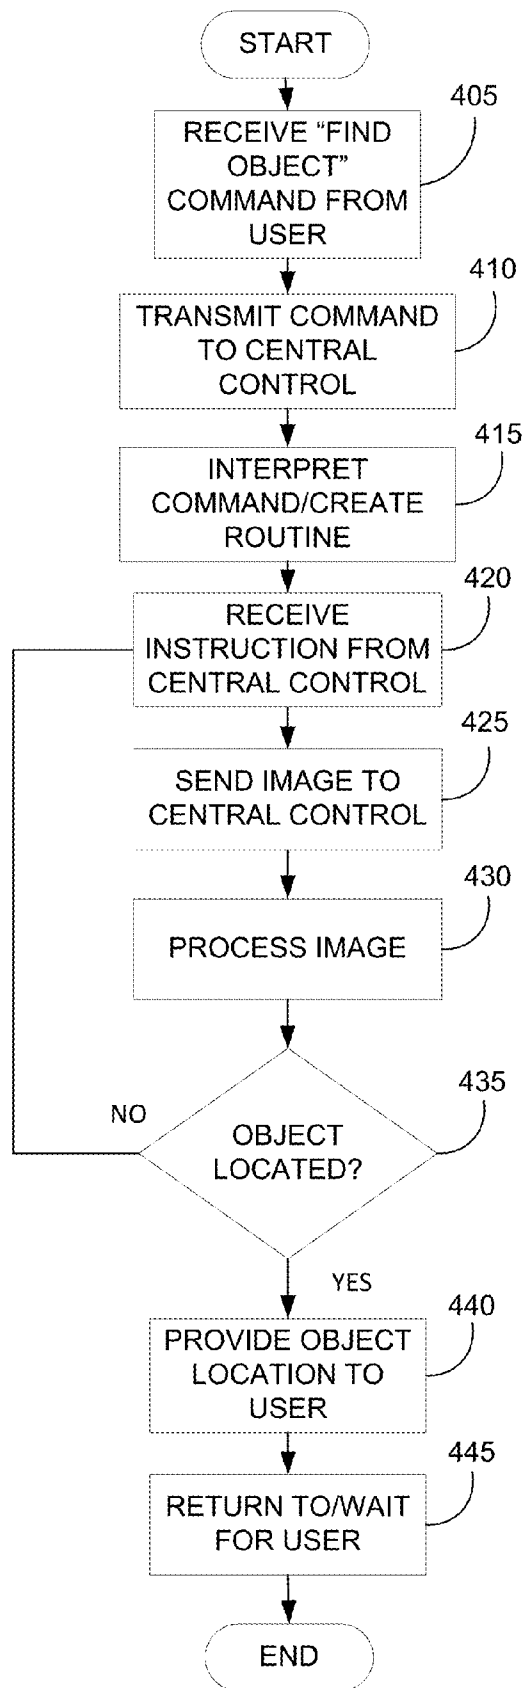 START
405
RECEIVE “FIND
OBJECT”
COMMAND FROM
USER
410
TRANSMIT COMMAND
TO CENTRAL
CONTROL
415
INTERPRET
COMMAND/CREATE
ROUTINE
420
RECEIVE
INSTRUCTION FROM
CENTRAL CONTROL
425
SEND IMAGE TO
CENTRAL CONTROL
430
PROCESS IMAGE
435
NO
OBJECT
LOCATED?
YES
440
PROVIDE OBJECT
LOCATION TO
USER
445
RETURN TO/WAIT
FOR USER
END